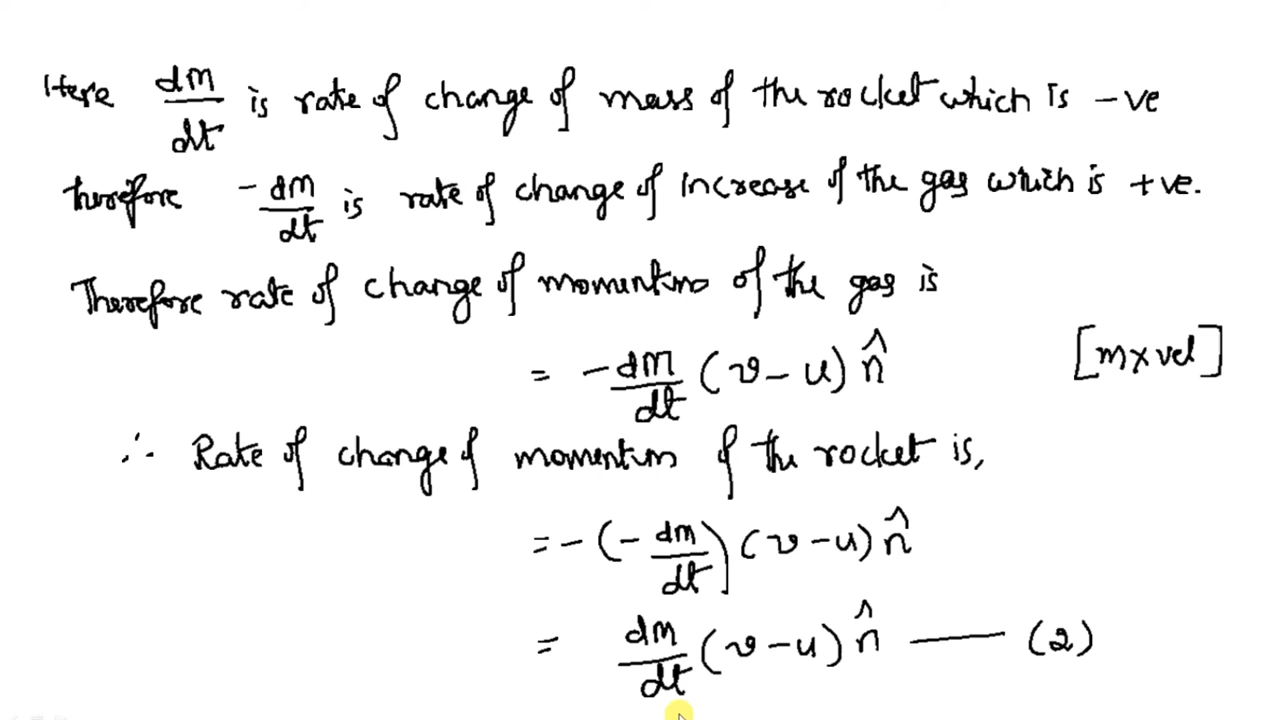 Here dM/dt is rate of change of mass of the rocket which is -ve
therefore -dM/dt is rate of change of increase of the gas which is +ve.
Therefore rate of change of momentum of the gas is
= -dM/dt (v - u) n̂ [m x vel]
∴ Rate of change of momentum of the rocket is,
= - (- dM/dt) (v - u) n̂
= dM/dt (v - u) n̂ —— (2)